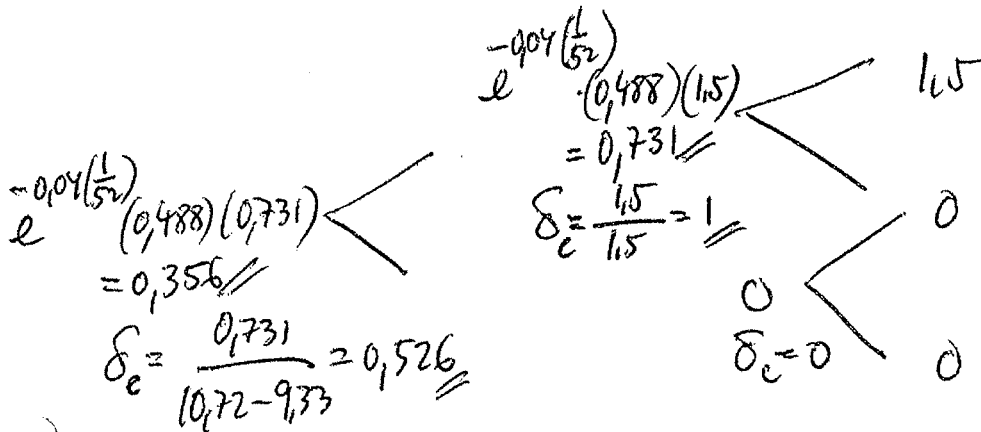 e^{-0,04(1/52)} (0,488)(0,731)
= 0,356
δc = 0,731 / (10,72-9,33) = 0,526
e^{-0,04(1/52)} · (0,488)(1,5)
= 0,731
δc = 1,5 / 1,5 = 1
0
δc = 0
1,5
0
0